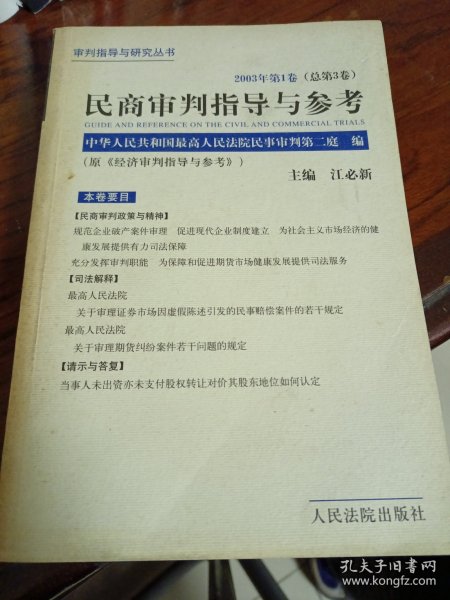 审判指导与研究丛书
2003年第1卷（总第3卷）
民商审判指导与参考
GUIDE AND REFERENCE ON THE CIVIL AND COMMERCIAL TRIALS
中华人民共和国最高人民法院民事审判第二庭 编
（原《经济审判指导与参考》）
主编 江必新
本卷要目
【民商审判政策与精神】
规范企业破产案件审理 促进现代企业制度建立 为社会主义市场经济的健
康发展提供有力司法保障
充分发挥审判职能 为保障和促进期货市场健康发展提供司法服务
【司法解释】
最高人民法院
关于审理证券市场因虚假陈述引发的民事赔偿案件的若干规定
最高人民法院
关于审理期货纠纷案件若干问题的规定
【请示与答复】
当事人未出资亦未支付股权转让对价其股东地位如何认定
人民法院出版社
孔夫子旧书网
www.kongfz.com